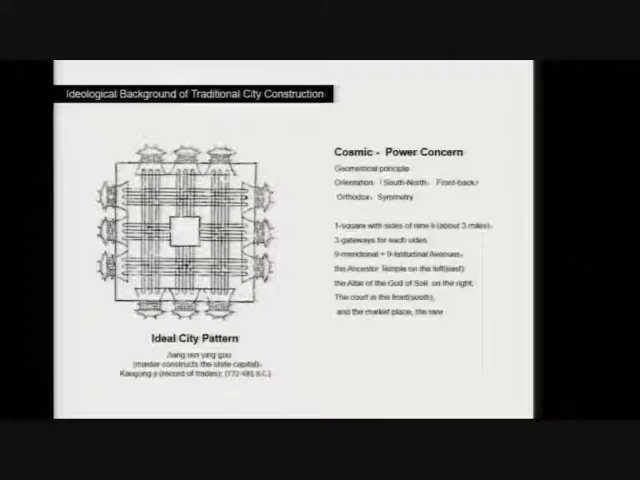 Ideological Background of Traditional City Construction
Cosmic - Power Concern
Geometrical principle
Orientation (South-North, Front-back)
Orthodox, Symmetry
1-square with sides of nine li (about 3 miles),
3-gateways for each sides.
9-meridional + 9-latitudinal Avenues,
the Ancestor Temple on the left(east)
the Altar of the God of Soil on the right.
The court in the front(south),
and the market place, the rare
Ideal City Pattern
Jiang ren ying guo
(master constructs the state capital),
Kaogong ji (record of trades); (772-481 B.C.)